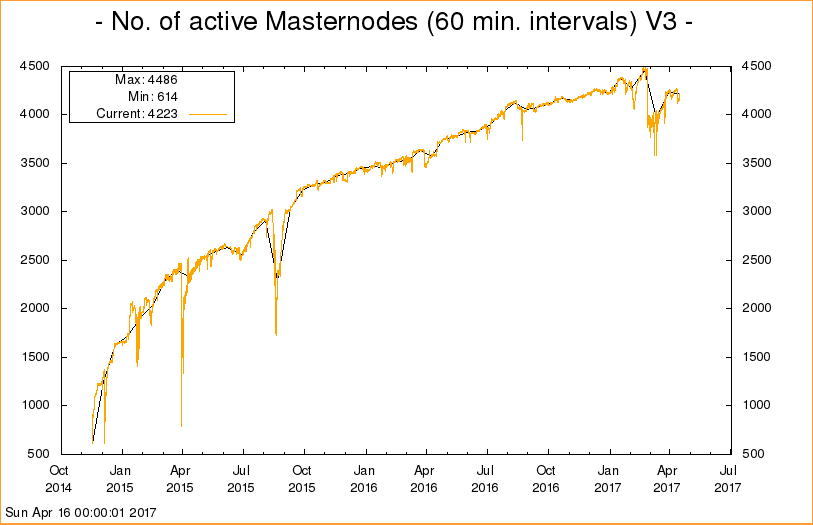 - No. of active Masternodes (60 min. intervals) V3 -
Max: 4486
Min: 614
Current: 4223
4500 4500
4000 4000
3500 3500
3000 3000
2500 2500
2000 2000
1500 1500
1000 1000
500 500
Oct Jan Apr Jul Oct Jan Apr Jul Oct Jan Apr Jul
2014 2015 2015 2015 2015 2016 2016 2016 2016 2017 2017 2017
Sun Apr 16 00:00:01 2017